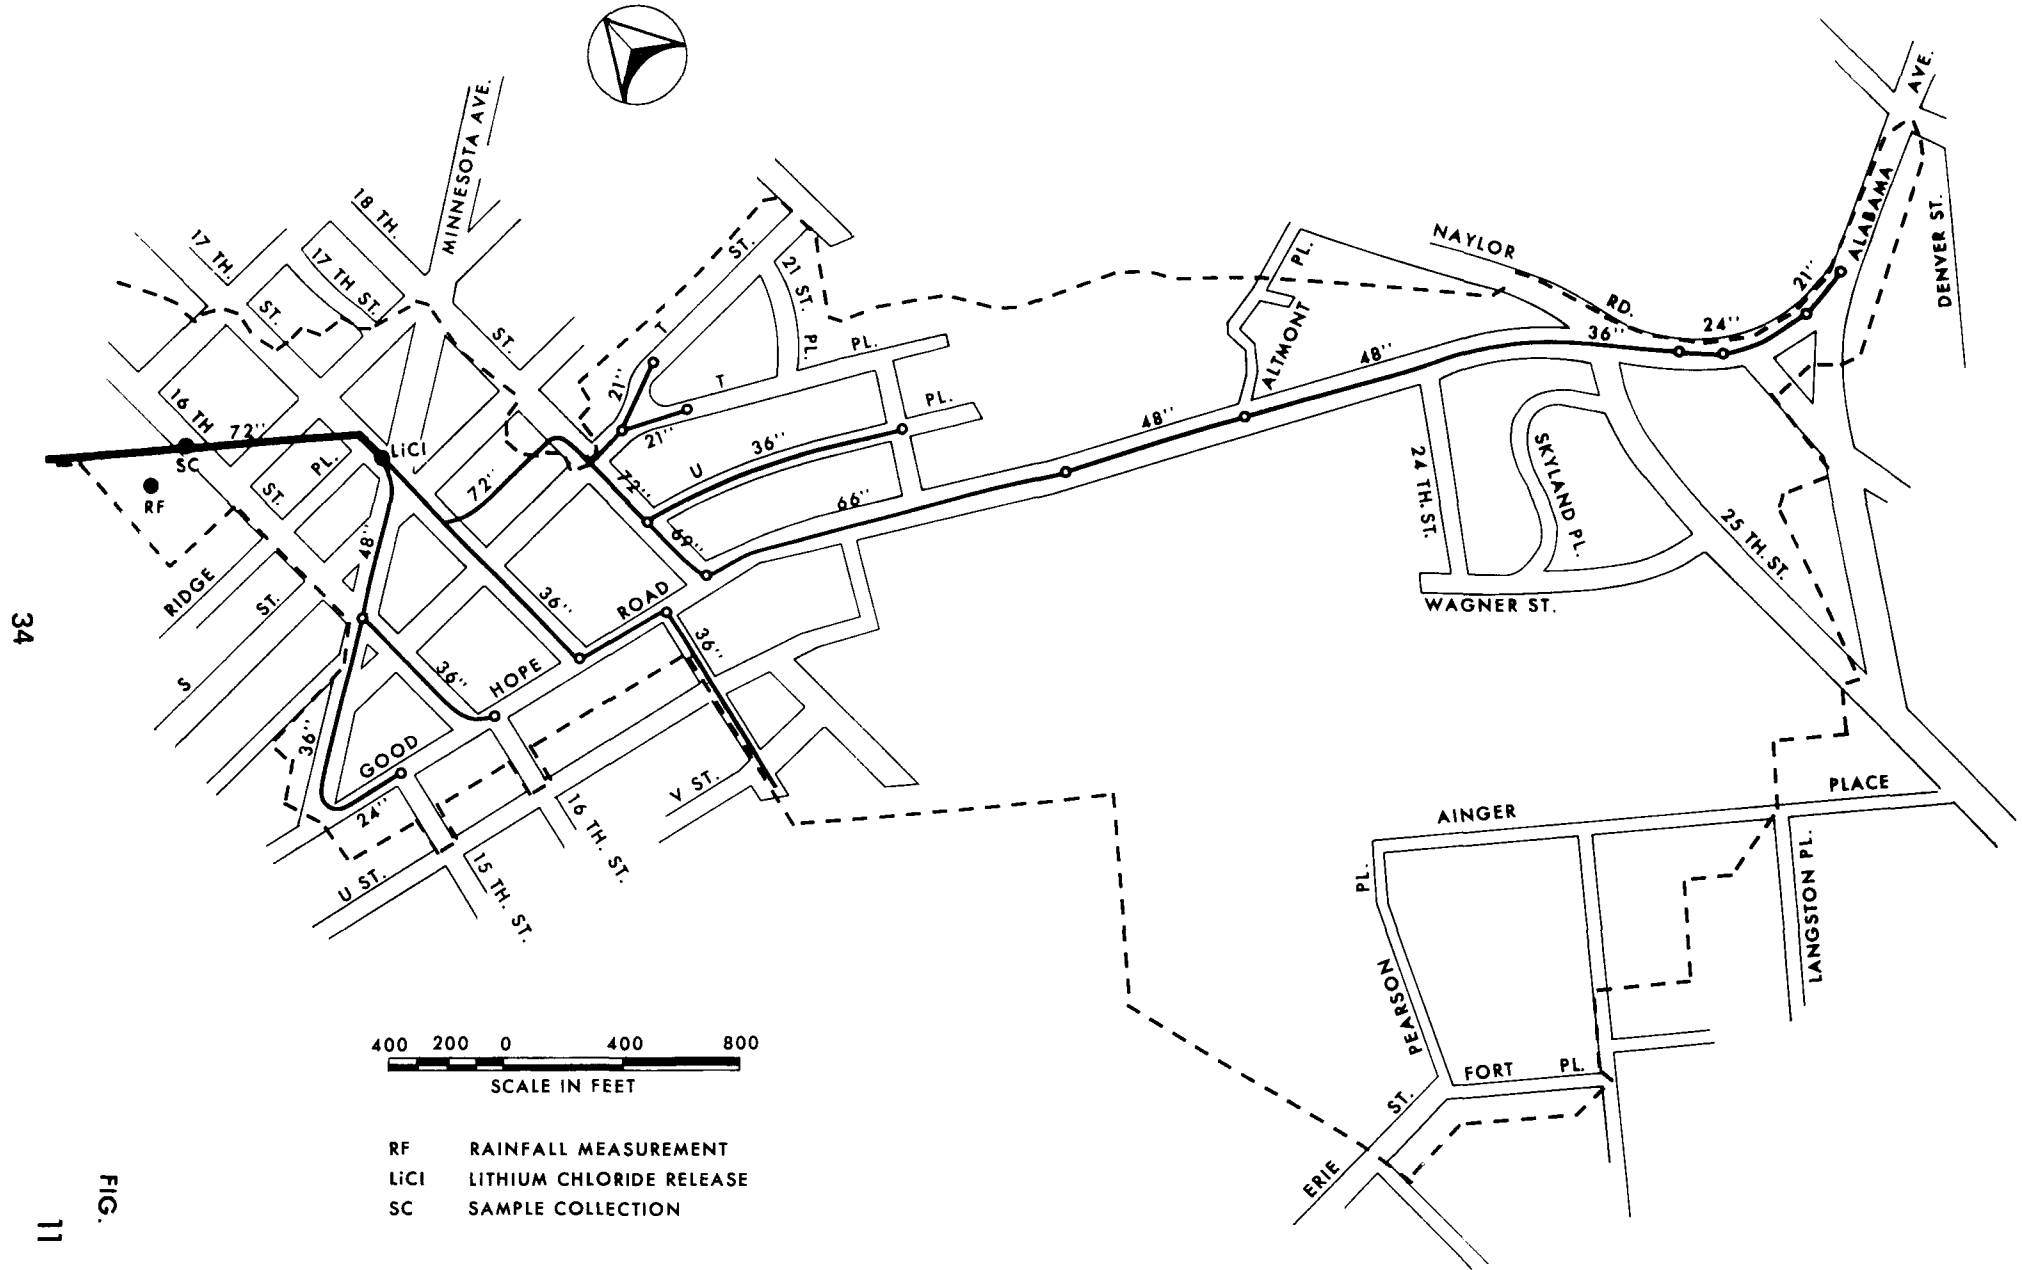 MINNESOTA AVE.
18 TH.
17 TH.
17 TH ST.
ST.
ST.
ST.
T
21 ST. PL.
T PL.
U PL.
21''
21''
36''
72''
72''
72''
69''
66''
48''
48''
36''
24''
21''
16 TH
PL.
ST.
SC
RF
LiCl
48''
36''
36''
36''
36''
24''
RIDGE
ST.
S
GOOD HOPE ROAD
U ST.
V ST.
15 TH. ST.
16 TH. ST.
ALTMONT PL.
NAYLOR RD.
ALABAMA AVE.
DENVER ST.
24 TH. ST.
SKYLAND PL.
25 TH. ST.
WAGNER ST.
AINGER PLACE
LANGSTON PL.
PEARSON PL.
FORT PL.
ERIE ST.
400 200 0 400 800
SCALE IN FEET
RF RAINFALL MEASUREMENT
LiCl LITHIUM CHLORIDE RELEASE
SC SAMPLE COLLECTION
34
FIG. 11